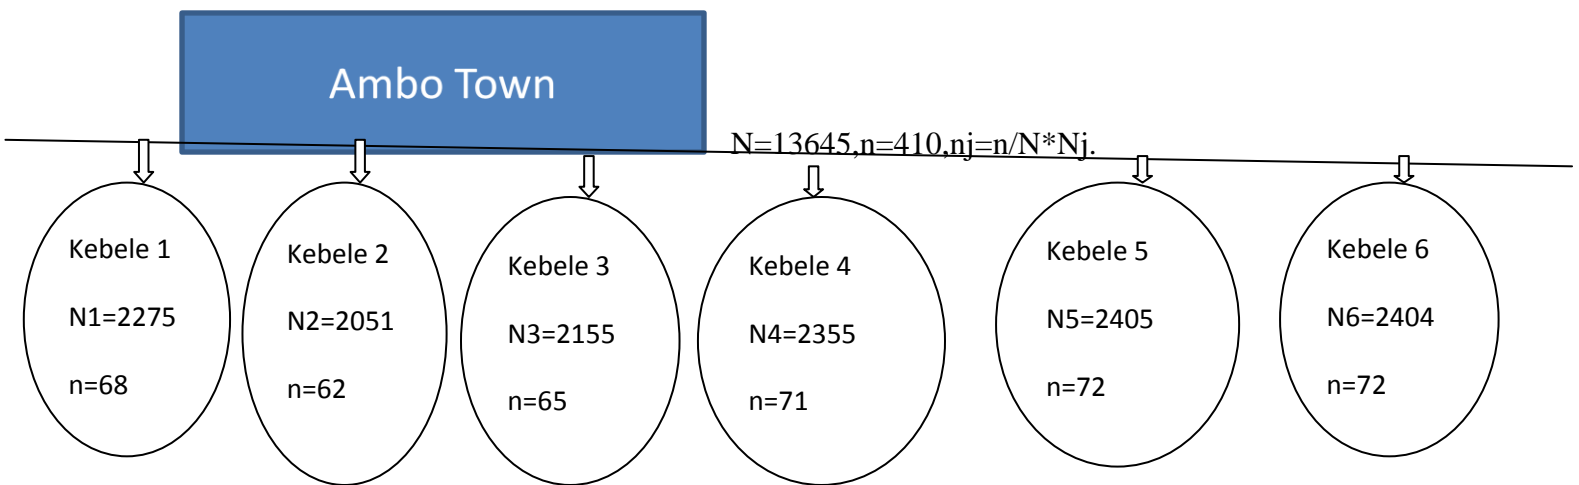 Ambo Town
N=13645,n=410,nj=n/N*Nj.
Kebele 1
N1=2275
n=68
Kebele 2
N2=2051
n=62
Kebele 3
N3=2155
n=65
Kebele 4
N4=2355
n=71
Kebele 5
N5=2405
n=72
Kebele 6
N6=2404
n=72